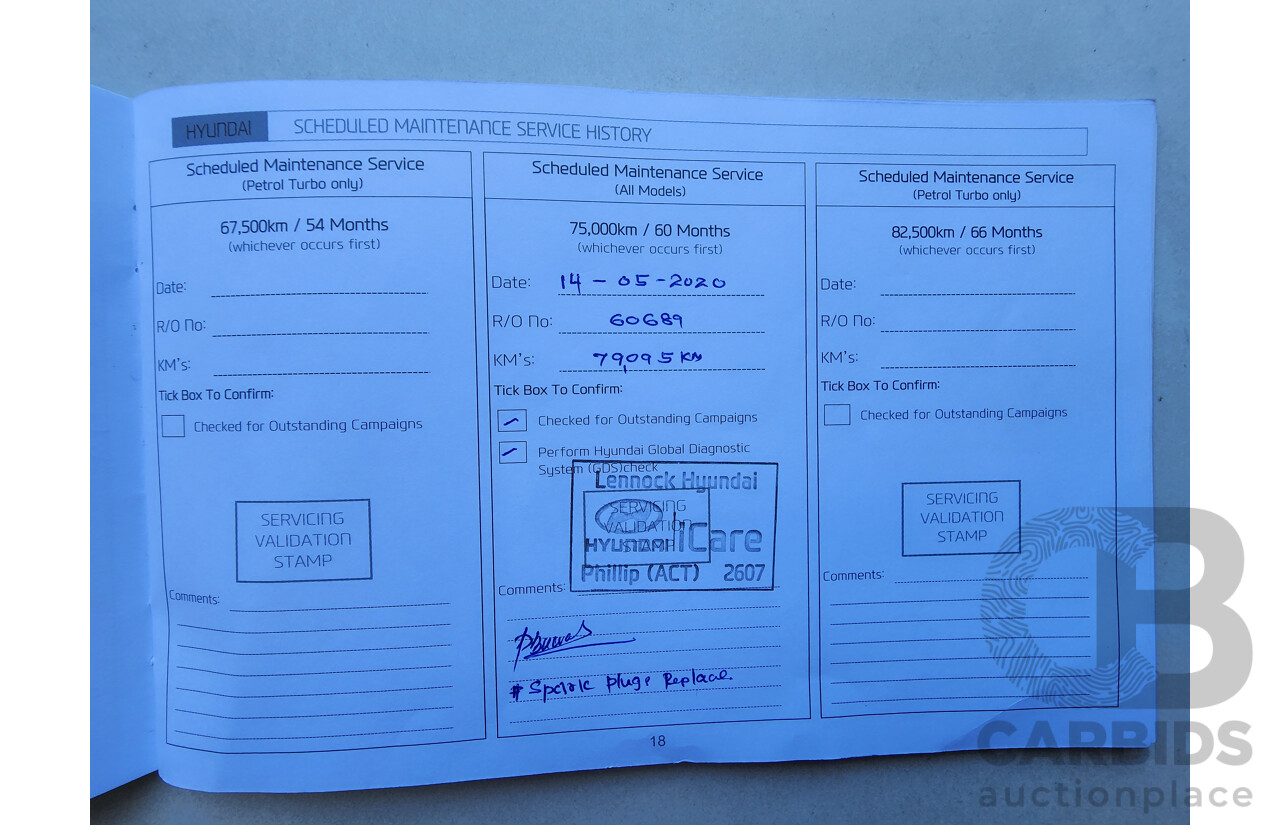 HYUNDAI SCHEDULED MAINTENANCE SERVICE HISTORY
Scheduled Maintenance Service
(Petrol Turbo only)
67,500km / 54 Months
(whichever occurs first)
Date:
R/O No:
KM's:
Tick Box To Confirm:
Checked for Outstanding Campaigns
SERVICING
VALIDATION
STAMP
Comments:
Scheduled Maintenance Service
(All Models)
75,000km / 60 Months
(whichever occurs first)
Date: 14 - 05 - 2020
R/O No: 60689
KM's: 79,095 KM
Tick Box To Confirm:
Checked for Outstanding Campaigns
Perform Hyundai Global Diagnostic
System (GDS)check
Lennock Hyundai
SERVICING
VALIDATION
STAMP
HYUNDAI iCare
Phillip (ACT) 2607
Comments:
# Spark plugs Replace.
Scheduled Maintenance Service
(Petrol Turbo only)
82,500km / 66 Months
(whichever occurs first)
Date:
R/O No:
KM's:
Tick Box To Confirm:
Checked for Outstanding Campaigns
SERVICING
VALIDATION
STAMP
Comments:
18
CB
CARBIDS
auctionplace